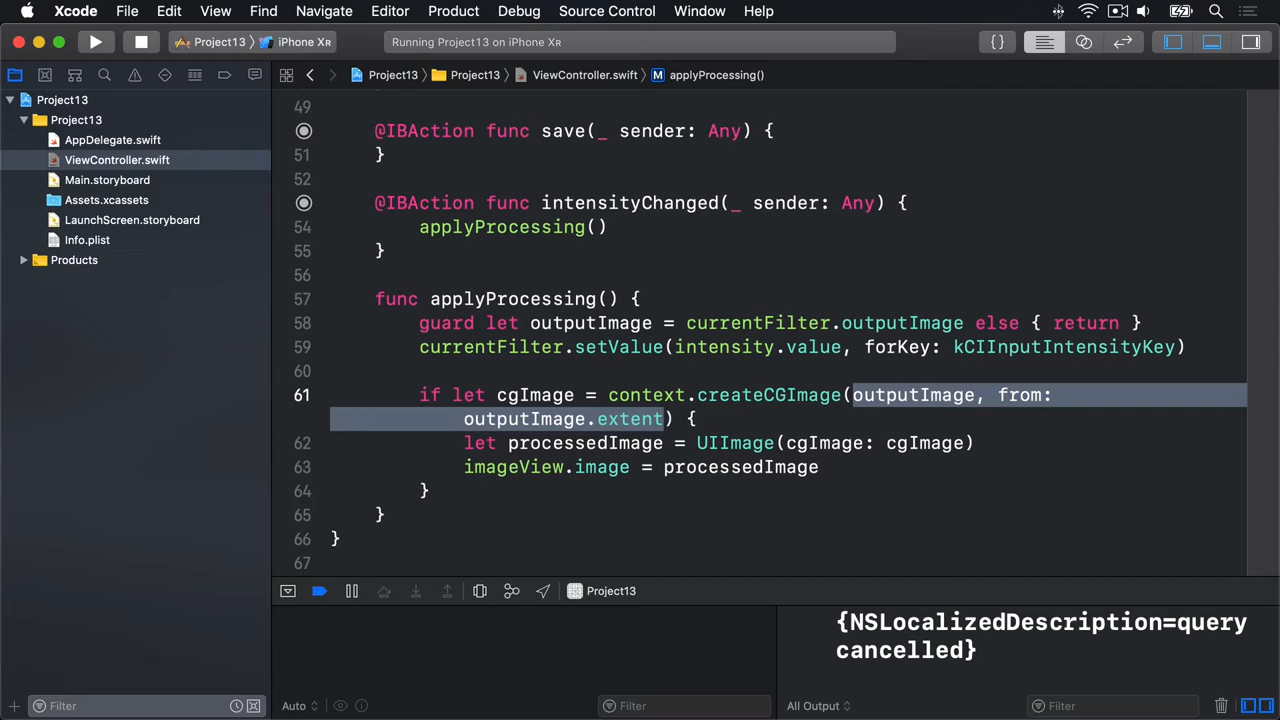 Xcode File Edit View Find Navigate Editor Product Debug Source Control Window Help
Project13 iPhone XR Running Project13 on iPhone XR
Project13 Project13 ViewController.swift M applyProcessing()
Project13
Project13
AppDelegate.swift
ViewController.swift
Main.storyboard
Assets.xcassets
LaunchScreen.storyboard
Info.plist
Products
49
@IBAction func save(_ sender: Any) {
51 }
52
@IBAction func intensityChanged(_ sender: Any) {
54 applyProcessing()
55 }
56
57 func applyProcessing() {
58 guard let outputImage = currentFilter.outputImage else { return }
59 currentFilter.setValue(intensity.value, forKey: kCIInputIntensityKey)
60
61 if let cgImage = context.createCGImage(outputImage, from:
outputImage.extent) {
62 let processedImage = UIImage(cgImage: cgImage)
63 imageView.image = processedImage
64 }
65 }
66 }
67
Project13
{NSLocalizedDescription=query
cancelled}
Filter Auto Filter All Output Filter